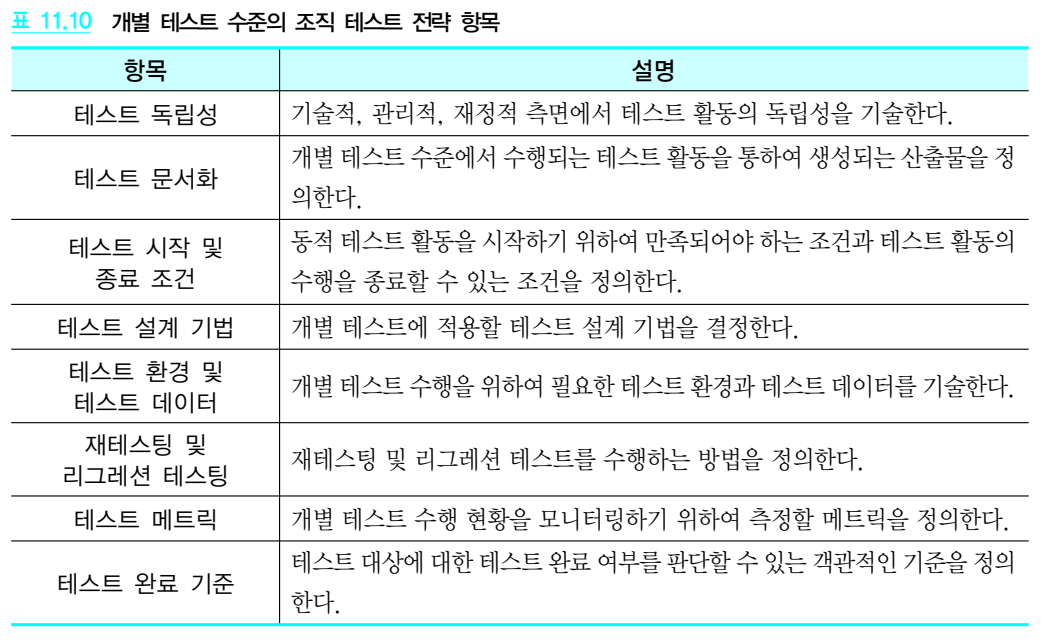 표 11.10 개별 테스트 수준의 조직 테스트 전략 항목
항목 설명
테스트 독립성 기술적, 관리적, 재정적 측면에서 테스트 활동의 독립성을 기술한다.
테스트 문서화 개별 테스트 수준에서 수행되는 테스트 활동을 통하여 생성되는 산출물을 정
의한다.
테스트 시작 및
종료 조건
동적 테스트 활동을 시작하기 위하여 만족되어야 하는 조건과 테스트 활동의
수행을 종료할 수 있는 조건을 정의한다.
테스트 설계 기법 개별 테스트에 적용할 테스트 설계 기법을 결정한다.
테스트 환경 및
테스트 데이터
개별 테스트 수행을 위하여 필요한 테스트 환경과 테스트 데이터를 기술한다.
재테스팅 및
리그레션 테스팅
재테스팅 및 리그레션 테스트를 수행하는 방법을 정의한다.
테스트 메트릭 개별 테스트 수행 현황을 모니터링하기 위하여 측정할 메트릭을 정의한다.
테스트 완료 기준 테스트 대상에 대한 테스트 완료 여부를 판단할 수 있는 객관적인 기준을 정의
한다.